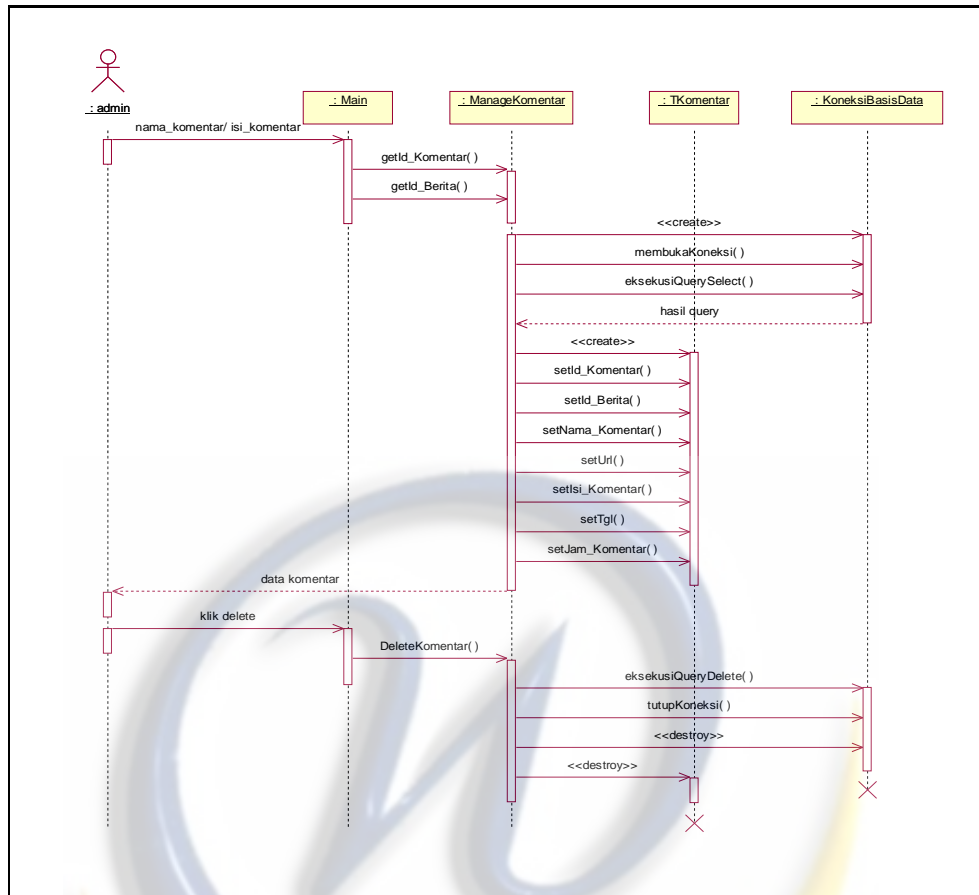 : admin
: Main
: ManageKomentar
: TKomentar
: KoneksiBasisData
nama_komentar/ isi_komentar
getId_Komentar( )
getId_Berita( )
<<create>>
membukaKoneksi( )
eksekusiQuerySelect( )
hasil query
<<create>>
setId_Komentar( )
setId_Berita( )
setNama_Komentar( )
setUrl( )
setIsi_Komentar( )
setTgl( )
setJam_Komentar( )
data komentar
klik delete
DeleteKomentar( )
eksekusiQueryDelete( )
tutupKoneksi( )
<<destroy>>
<<destroy>>